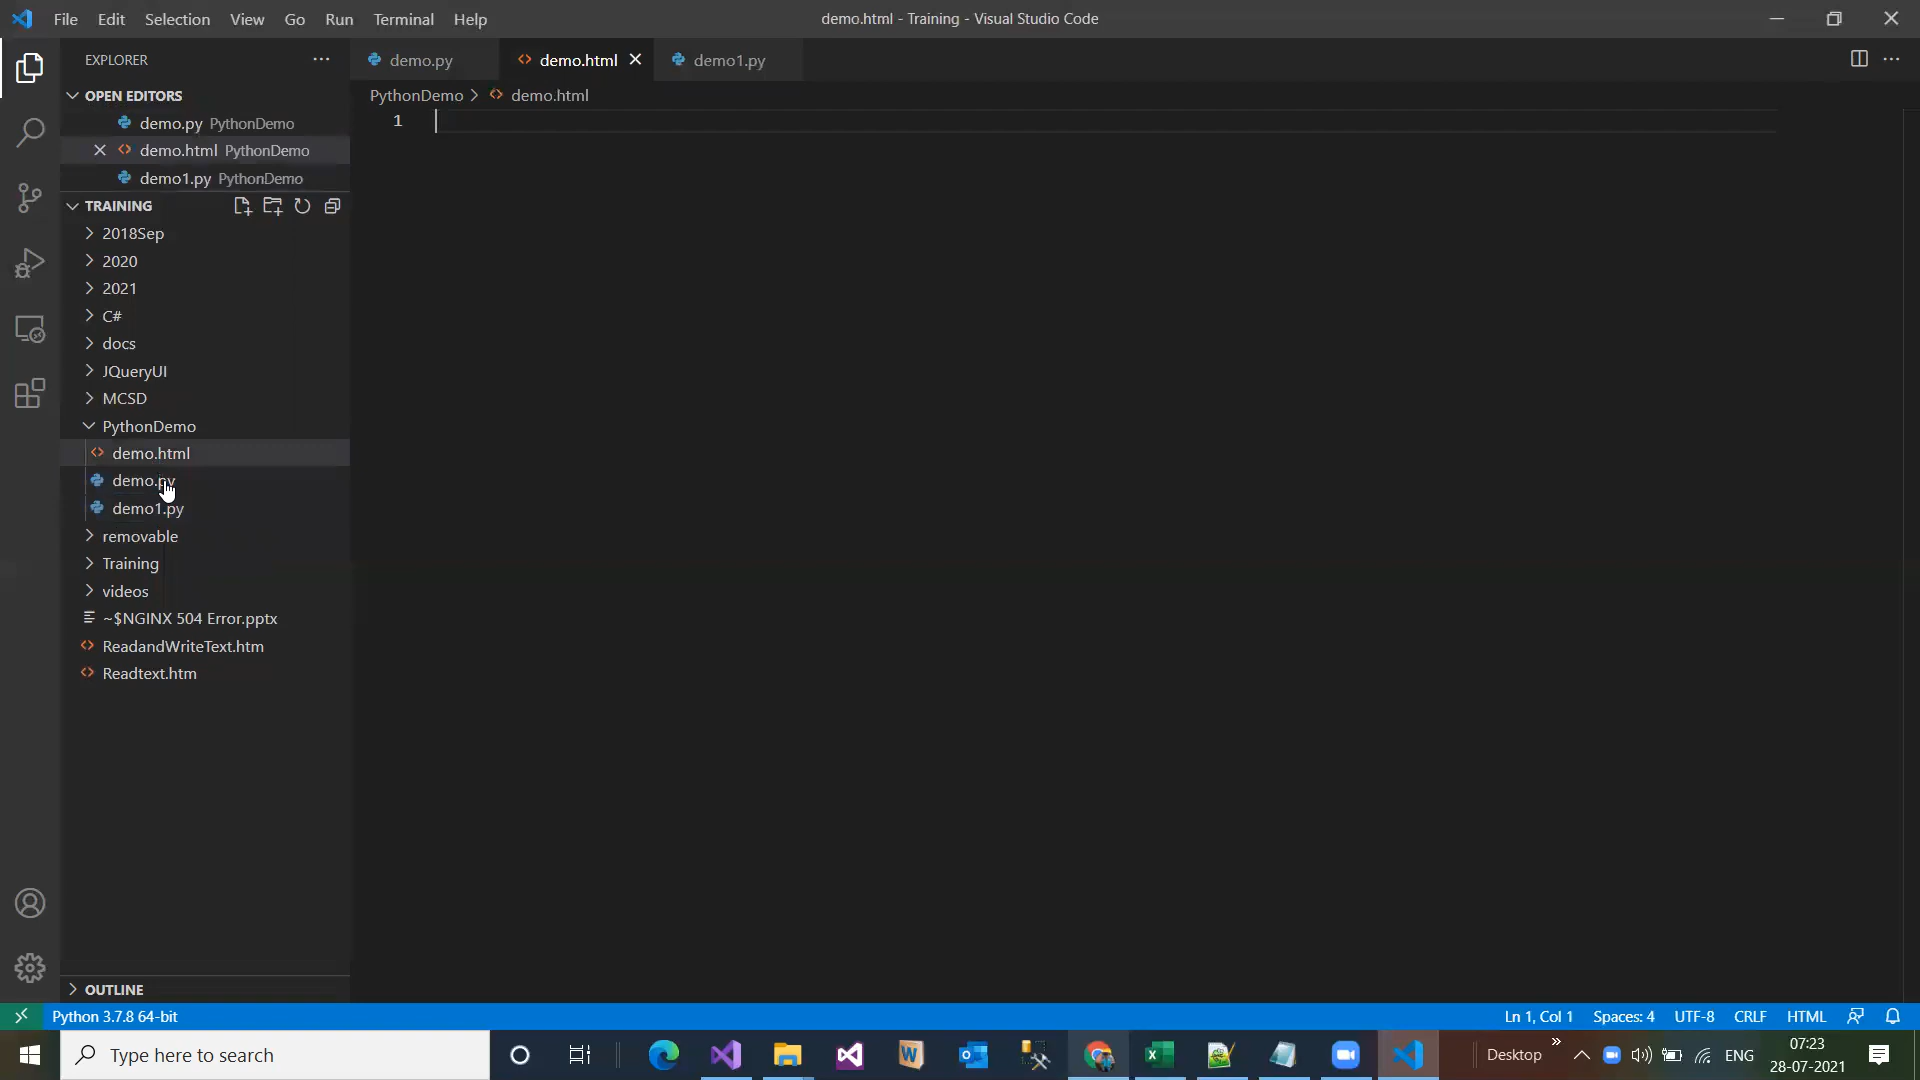 File Edit Selection View Go Run Terminal Help
demo.html - Training - Visual Studio Code
EXPLORER
demo.py
demo.html
demo1.py
OPEN EDITORS
PythonDemo > demo.html
demo.py PythonDemo
demo.html PythonDemo
demo1.py PythonDemo
1
TRAINING
2018Sep
2020
2021
C#
docs
JQueryUI
MCSD
PythonDemo
demo.html
demo.py
demo1.py
removable
Training
videos
~$NGINX 504 Error.pptx
ReadandWriteText.htm
Readtext.htm
OUTLINE
Python 3.7.8 64-bit
Ln 1, Col 1 Spaces: 4 UTF-8 CRLF HTML
Type here to search
Desktop
ENG
07:23
28-07-2021